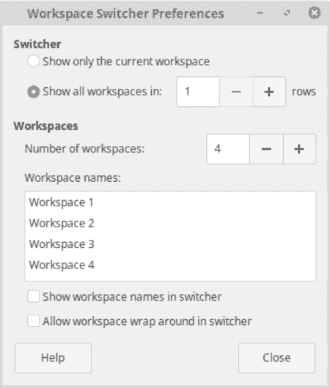 Workspace Switcher Preferences
Switcher
Show only the current workspace
Show all workspaces in: 1 − + rows
Workspaces
Number of workspaces: 4 − +
Workspace names:
Workspace 1
Workspace 2
Workspace 3
Workspace 4
Show workspace names in switcher
Allow workspace wrap around in switcher
Help Close